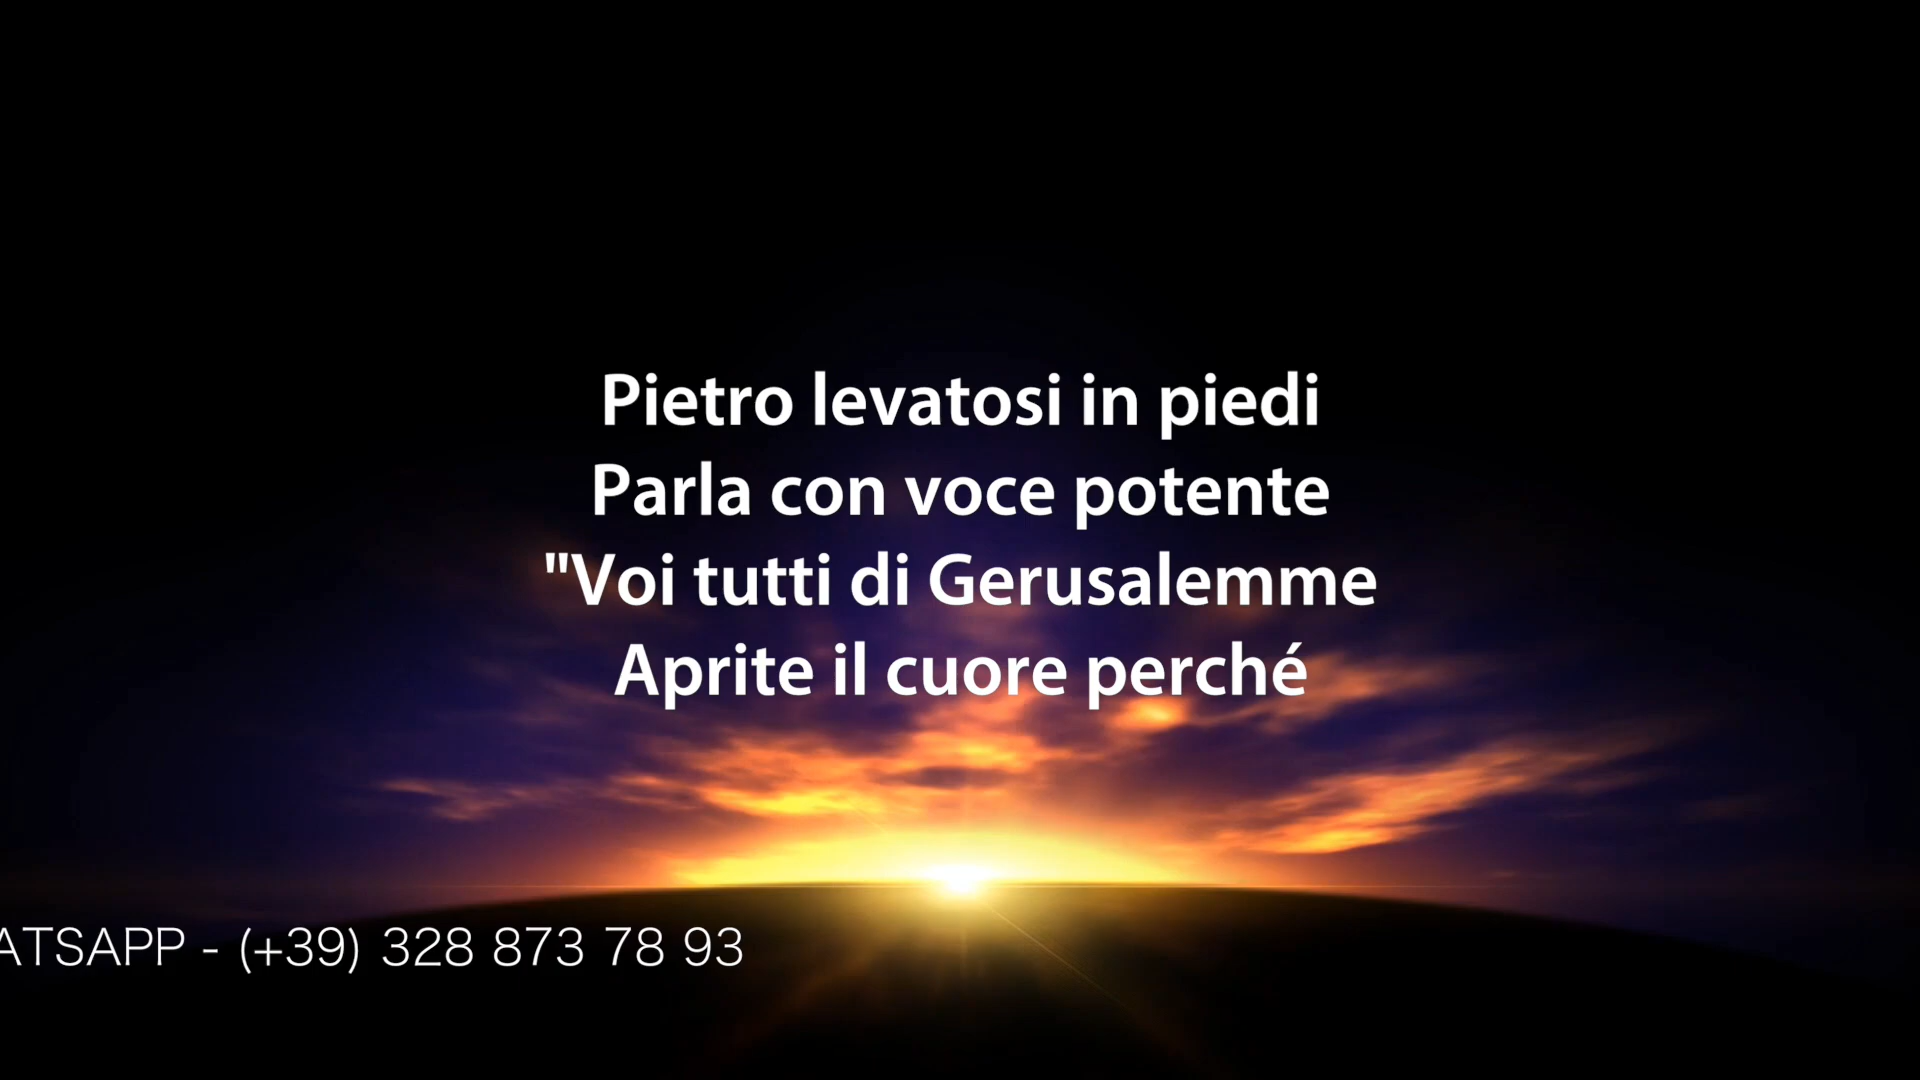 Pietro levatosi in piedi
Parla con voce potente
"Voi tutti di Gerusalemme
Aprite il cuore perché
ATSAPP - (+39) 328 873 78 93